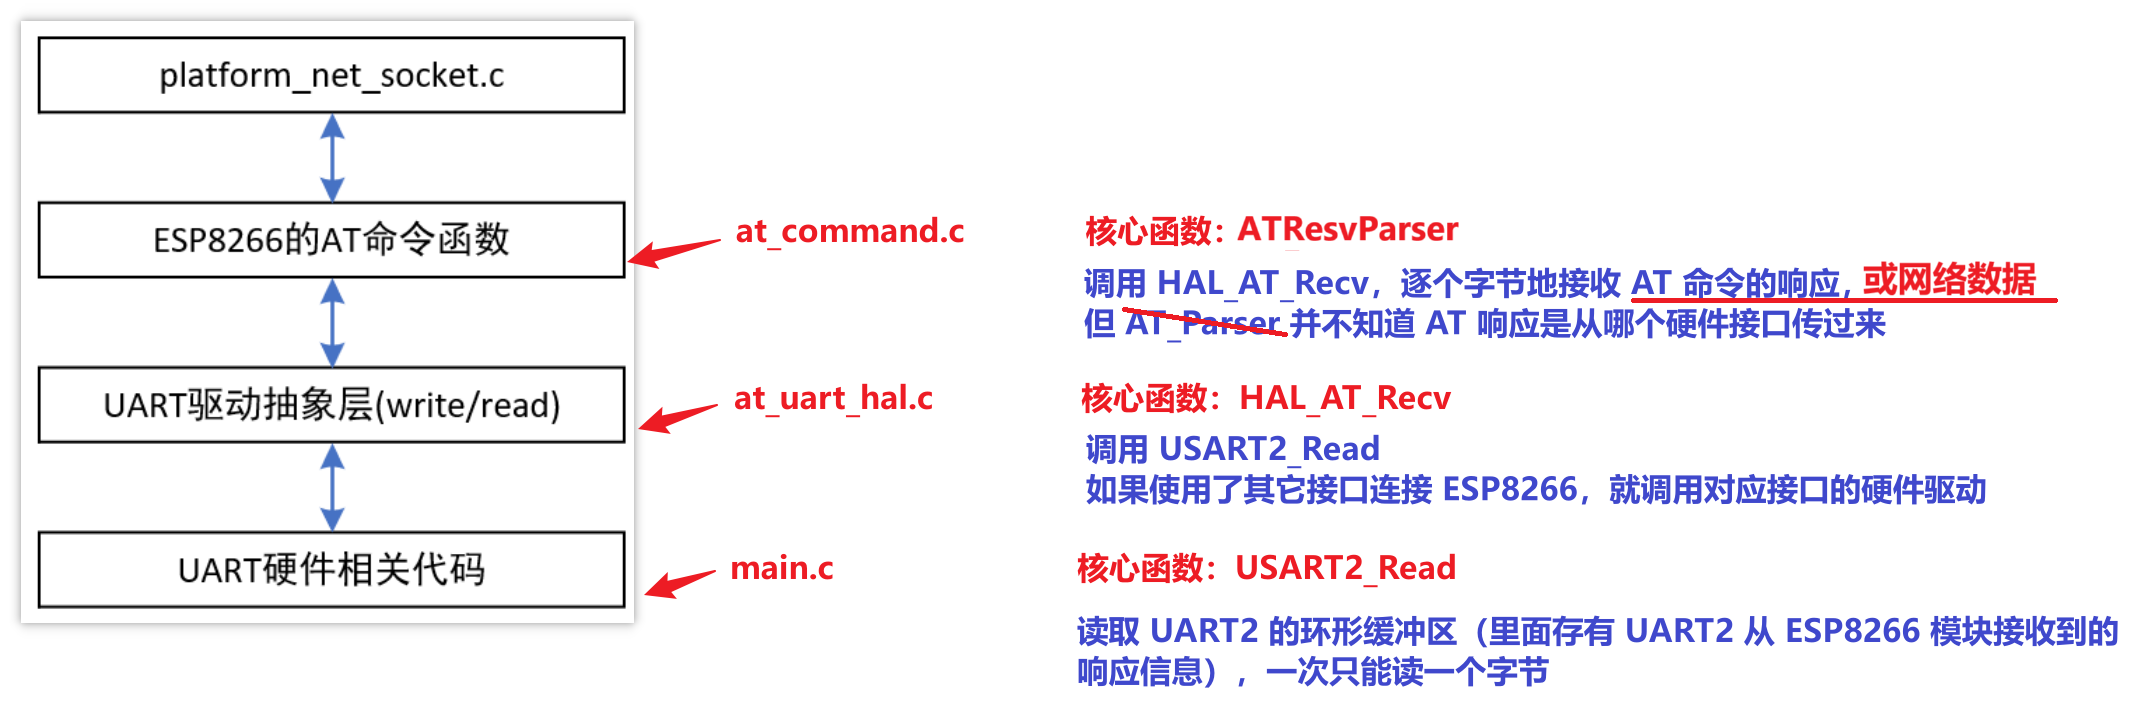 platform_net_socket.c
ESP8266的AT命令函数
at_command.c
核心函数：ATResvParser
调用 HAL_AT_Recv，逐个字节地接收 AT 命令的响应，或网络数据
但 AT_Parser 并不知道 AT 响应是从哪个硬件接口传过来
UART驱动抽象层(write/read)
at_uart_hal.c
核心函数：HAL_AT_Recv
调用 USART2_Read
如果使用了其它接口连接 ESP8266，就调用对应接口的硬件驱动
UART硬件相关代码
main.c
核心函数：USART2_Read
读取 UART2 的环形缓冲区（里面存有 UART2 从 ESP8266 模块接收到的
响应信息），一次只能读一个字节